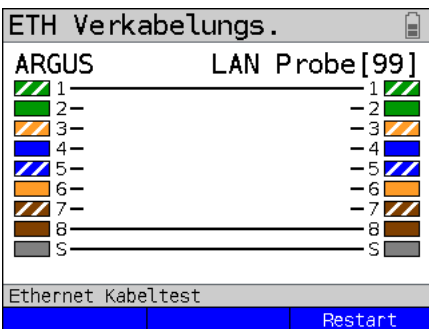 ETH Verkabelungs.
ARGUS LAN Probe[99]
1 1
2 2
3 3
4 4
5 5
6 6
7 7
8 8
S S
Ethernet Kabeltest
Restart